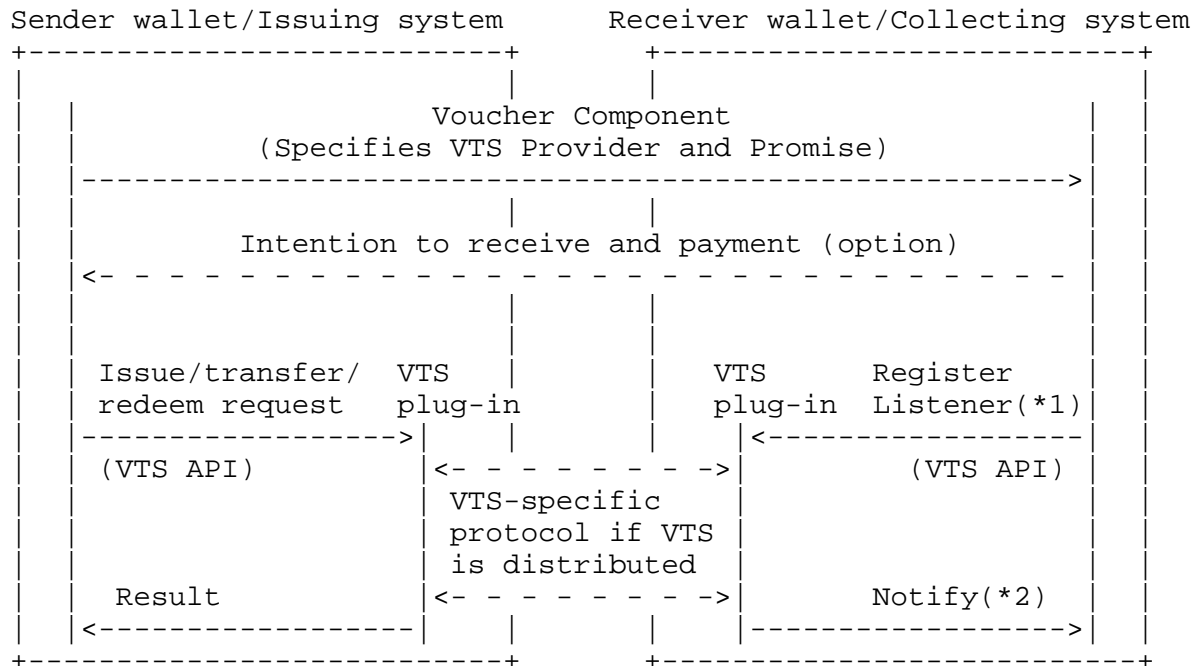 Sender wallet/Issuing system Receiver wallet/Collecting system
Voucher Component
(Specifies VTS Provider and Promise)
Intention to receive and payment (option)
Issue/transfer/ VTS VTS Register
redeem request plug-in plug-in Listener(*1)
(VTS API) (VTS API)
VTS-specific
protocol if VTS
is distributed
Result Notify(*2)